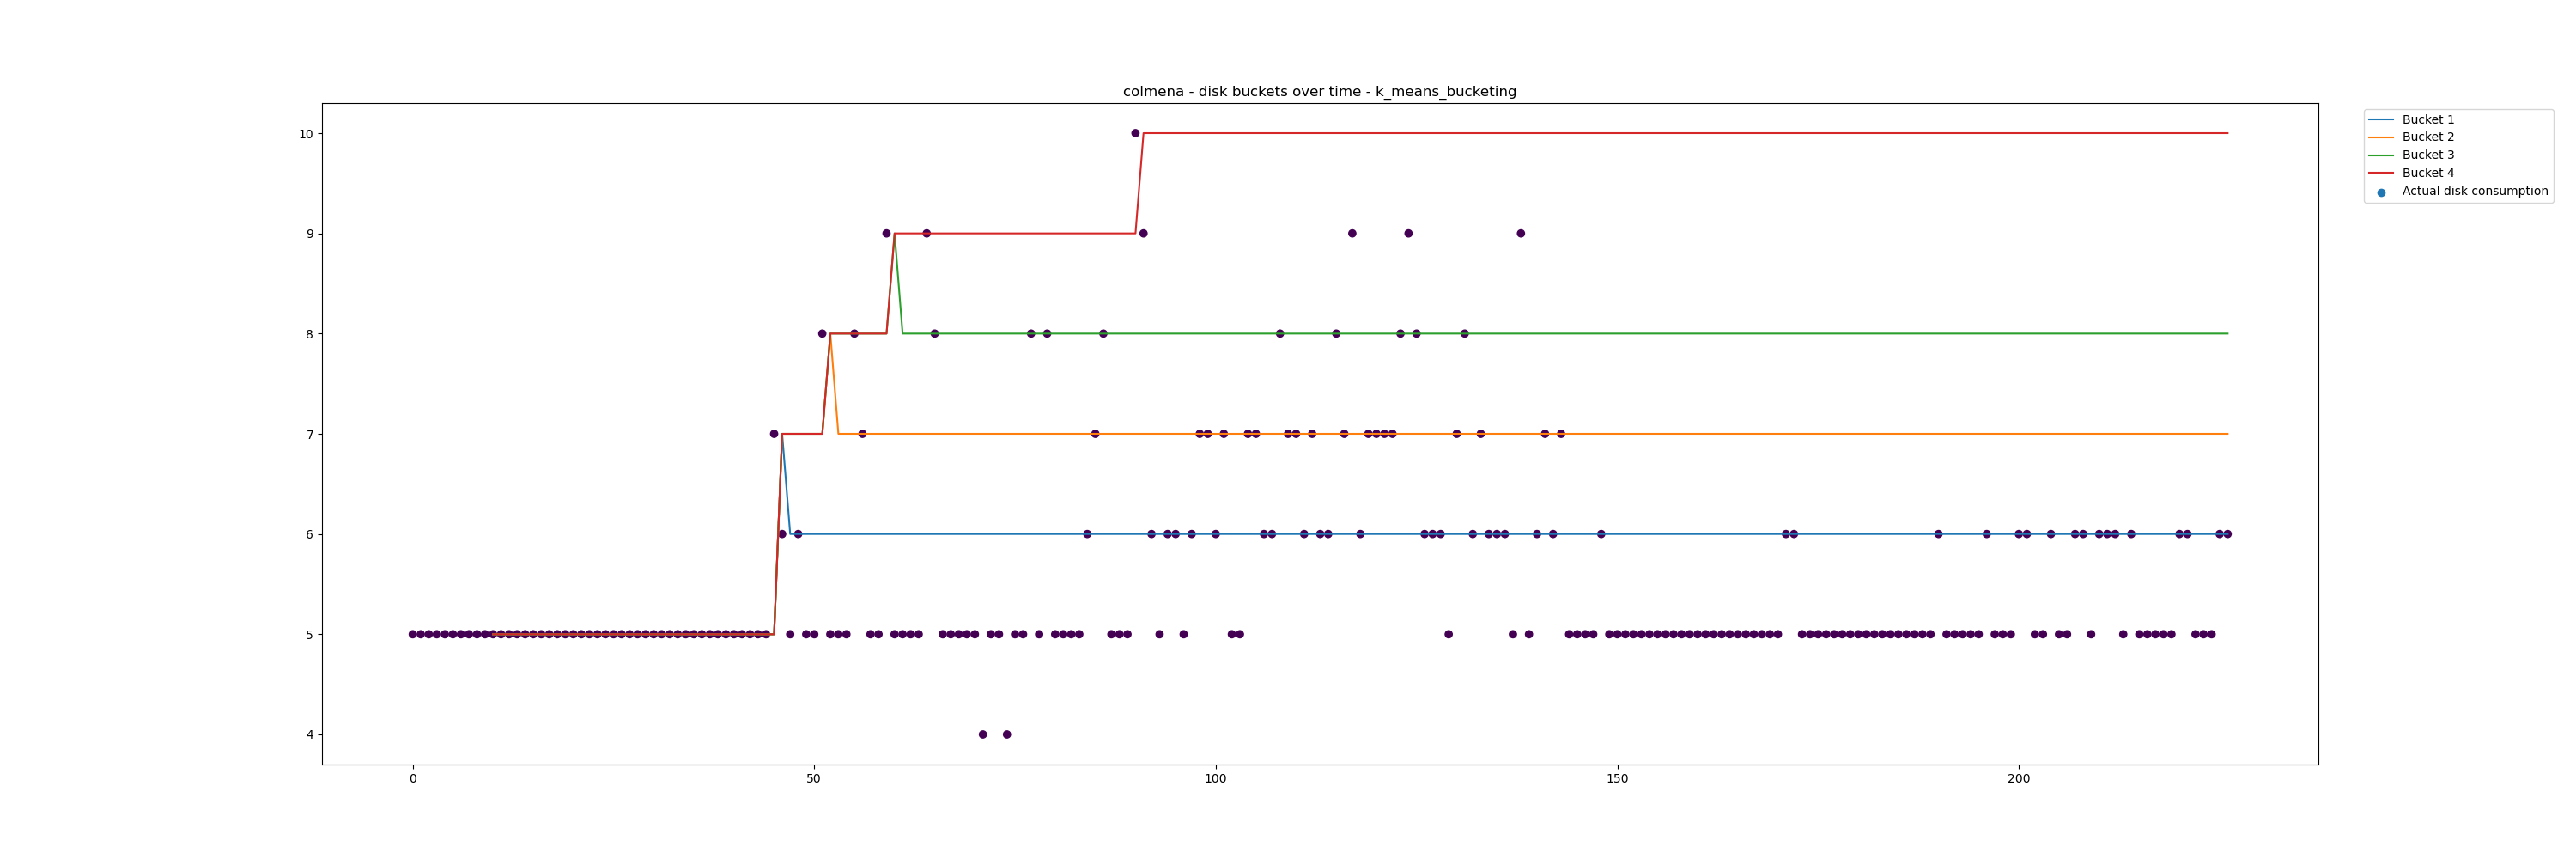 colmena - disk buckets over time - k_means_bucketing
Bucket 1
Bucket 2
Bucket 3
Bucket 4
Actual disk consumption
10
9
8
7
6
5
4
0 50 100 150 200